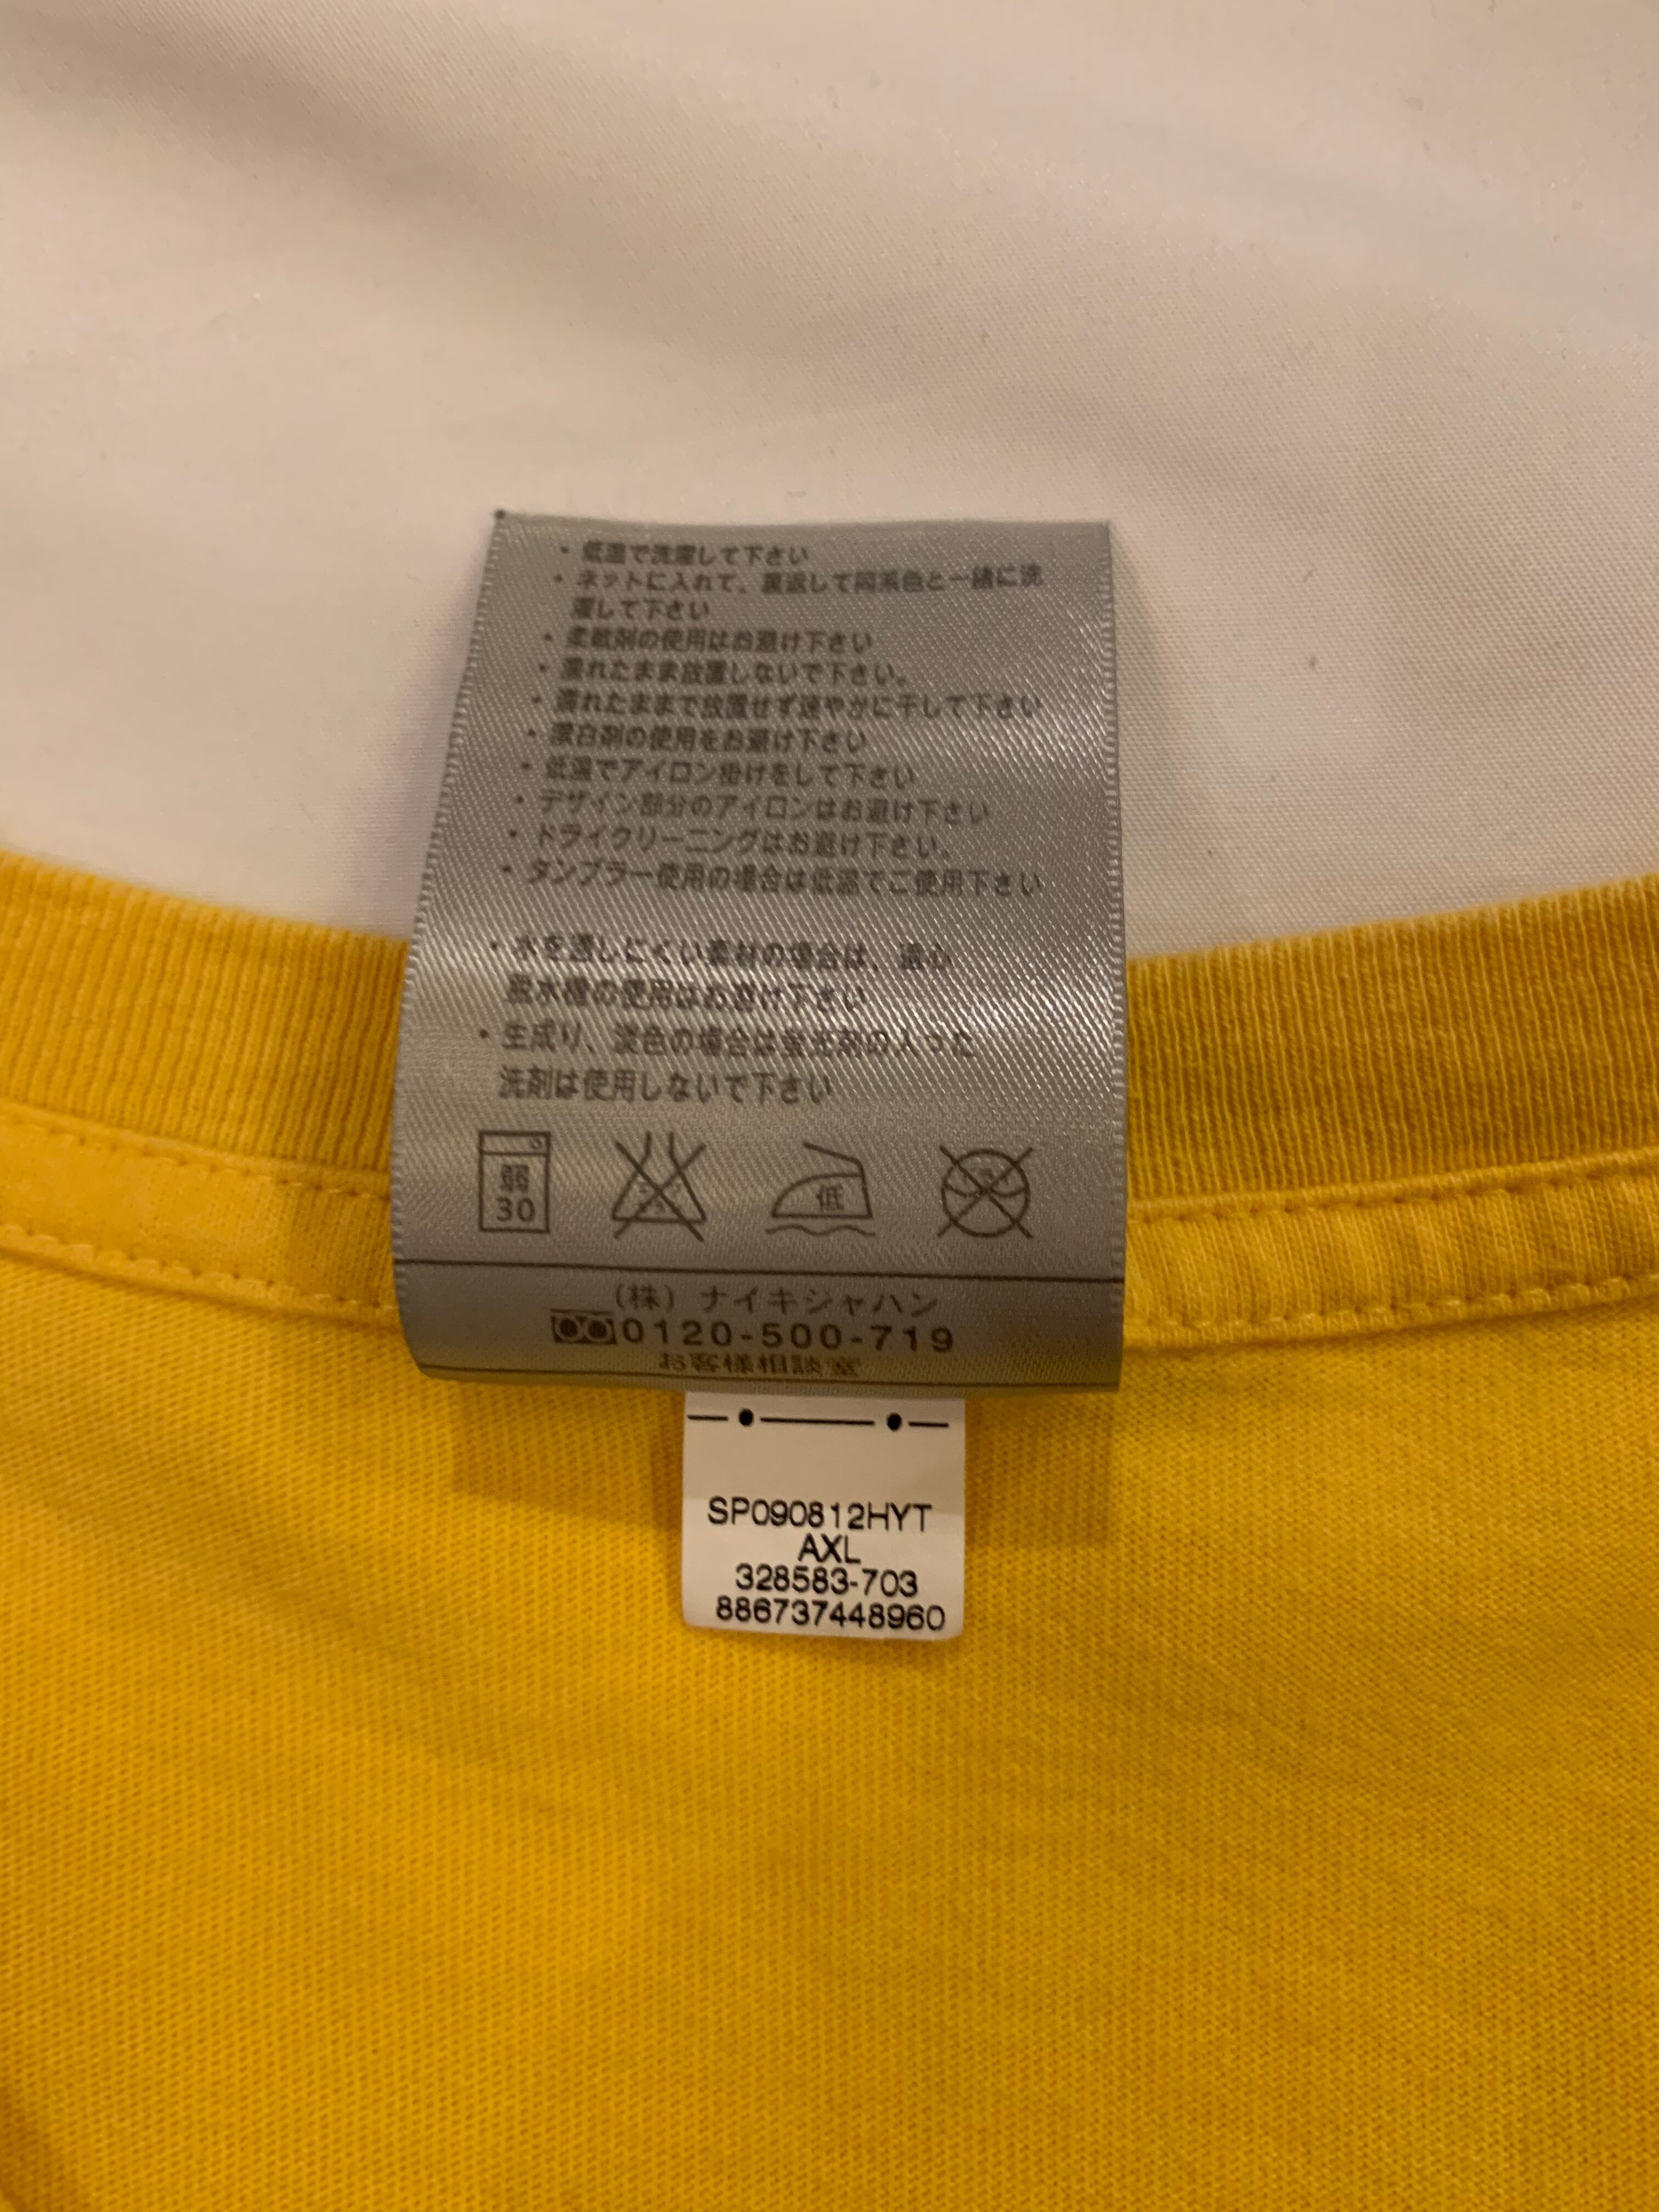 ・低温で洗濯して下さい
・ネットに入れて、裏返して同系色と一緒に洗
濯して下さい
・柔軟剤の使用はお避け下さい
・濡れたまま放置しないで下さい。
・濡れたままで放置せず速やかに干して下さい
・漂白剤の使用をお避け下さい
・低温でアイロン掛けをして下さい
・デザイン部分のアイロンはお避け下さい
・ドライクリーニングはお避け下さい。
・タンブラー使用の場合は低温でご使用下さい
・水を通しにくい素材の場合は、遠心
脱水機の使用はお避け下さい
・生成り、淡色の場合は蛍光剤の入った
洗剤は使用しないで下さい
弱
30
低
(株) ナイキジャパン
0120-500-719
お客様相談室
SP090812HYT
AXL
328583-703
886737448960